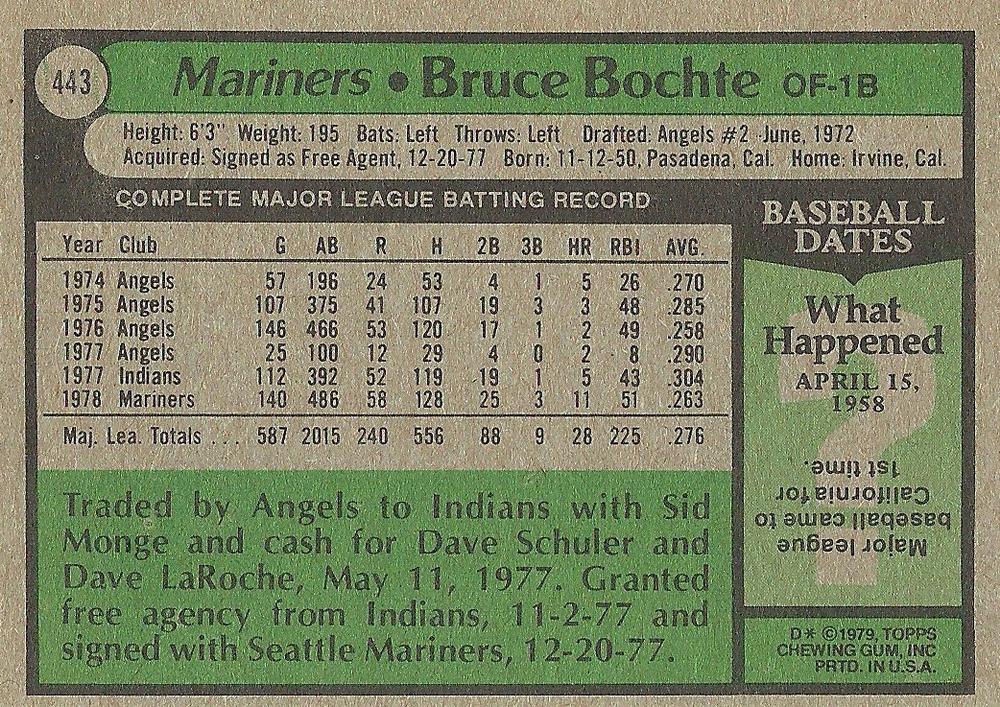 443
Mariners • Bruce Bochte OF-1B
Height: 6'3" Weight: 195 Bats: Left Throws: Left Drafted: Angels #2 -June, 1972
Acquired: Signed as Free Agent, 12-20-77 Born: 11-12-50, Pasadena, Cal. Home: Irvine, Cal.
COMPLETE MAJOR LEAGUE BATTING RECORD
Year Club G AB R H 2B 3B HR RBI AVG.
1974 Angels 57 196 24 53 4 1 5 26 .270
1975 Angels 107 375 41 107 19 3 3 48 .285
1976 Angels 146 466 53 120 17 1 2 49 .258
1977 Angels 25 100 12 29 4 0 2 8 .290
1977 Indians 112 392 52 119 19 1 5 43 .304
1978 Mariners 140 486 58 128 25 3 11 51 .263
Maj. Lea. Totals ... 587 2015 240 556 88 9 28 225 .276
Traded by Angels to Indians with Sid
Monge and cash for Dave Schuler and
Dave LaRoche, May 11, 1977. Granted
free agency from Indians, 11-2-77 and
signed with Seattle Mariners, 12-20-77.
BASEBALL
DATES
What
Happened
APRIL 15,
1958
?
Major league
baseball came to
California for
1st time.
D* ©1979, TOPPS
CHEWING GUM, INC
PRTD. IN U.S.A.